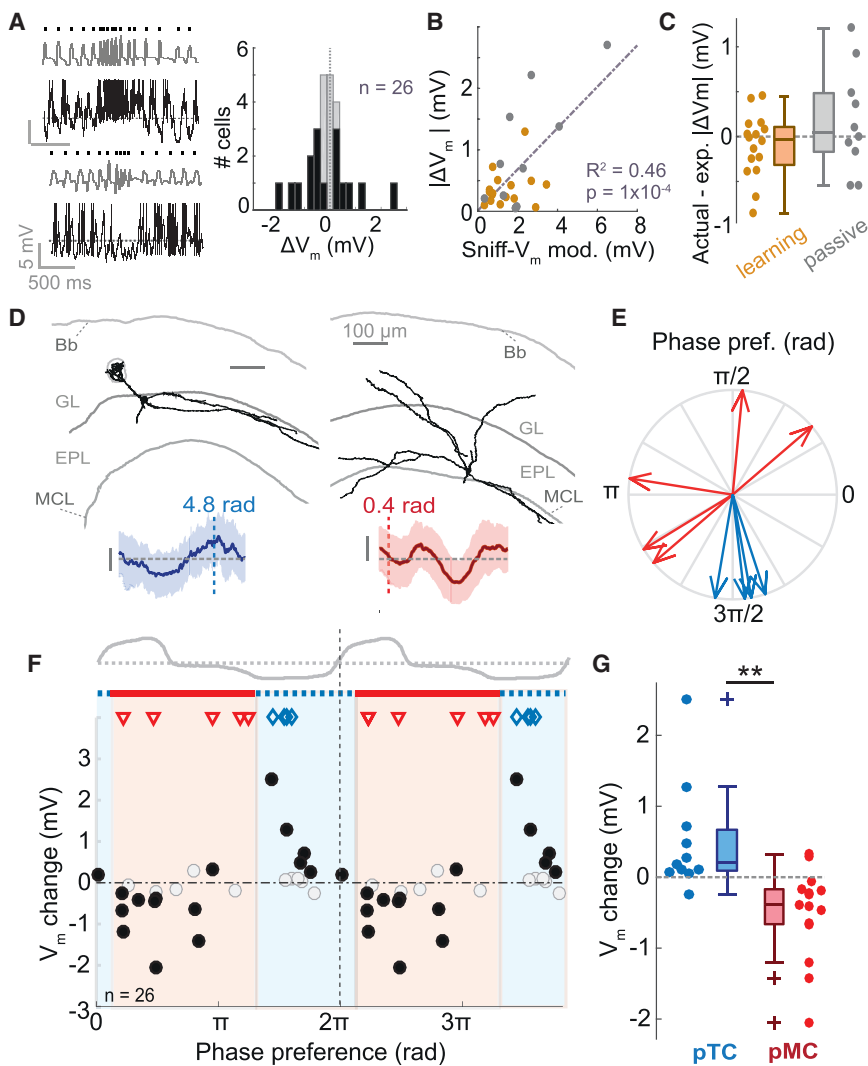 A
5 mV
500 ms
# cells
6
4
2
0
n = 26
-2 0 2
ΔVm (mV)
B
|ΔVm| (mV)
2
1
0
R² = 0.46
p = 1x10⁻⁴
0 2 4 6 8
Sniff-Vm mod. (mV)
C
Actual - exp. |ΔVm| (mV)
1
0
-1
learning
passive
D
Bb
GL
EPL
MCL
4.8 rad
100 µm
Bb
GL
EPL
MCL
0.4 rad
E
Phase pref. (rad)
π/2
π
0
3π/2
F
Vm change (mV)
3
2
1
0
-1
-2
-3
n = 26
0 π 2π 3π
Phase preference (rad)
G
**
Vm change (mV)
2
1
0
-1
-2
pTC
pMC